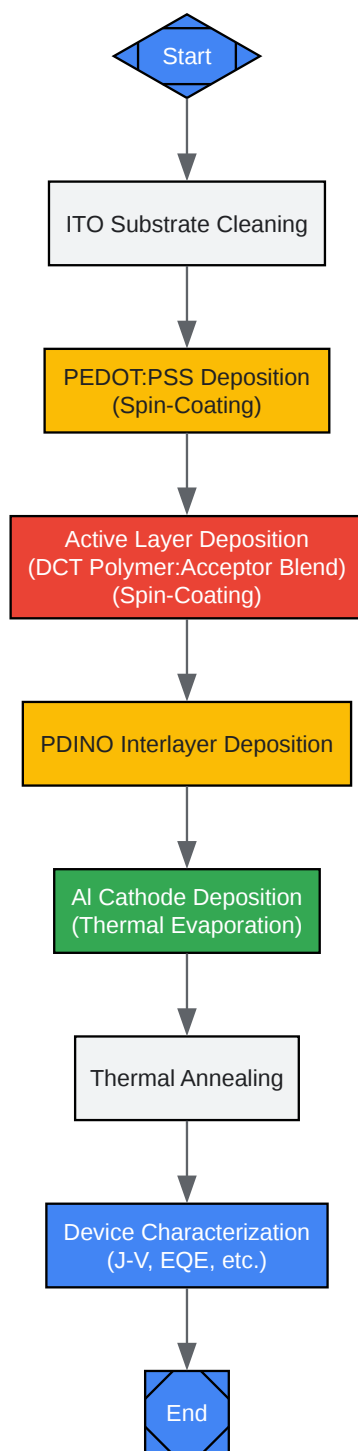 Start
ITO Substrate Cleaning
PEDOT:PSS Deposition
(Spin-Coating)
Active Layer Deposition
(DCT Polymer:Acceptor Blend)
(Spin-Coating)
PDINO Interlayer Deposition
Al Cathode Deposition
(Thermal Evaporation)
Thermal Annealing
Device Characterization
(J-V, EQE, etc.)
End